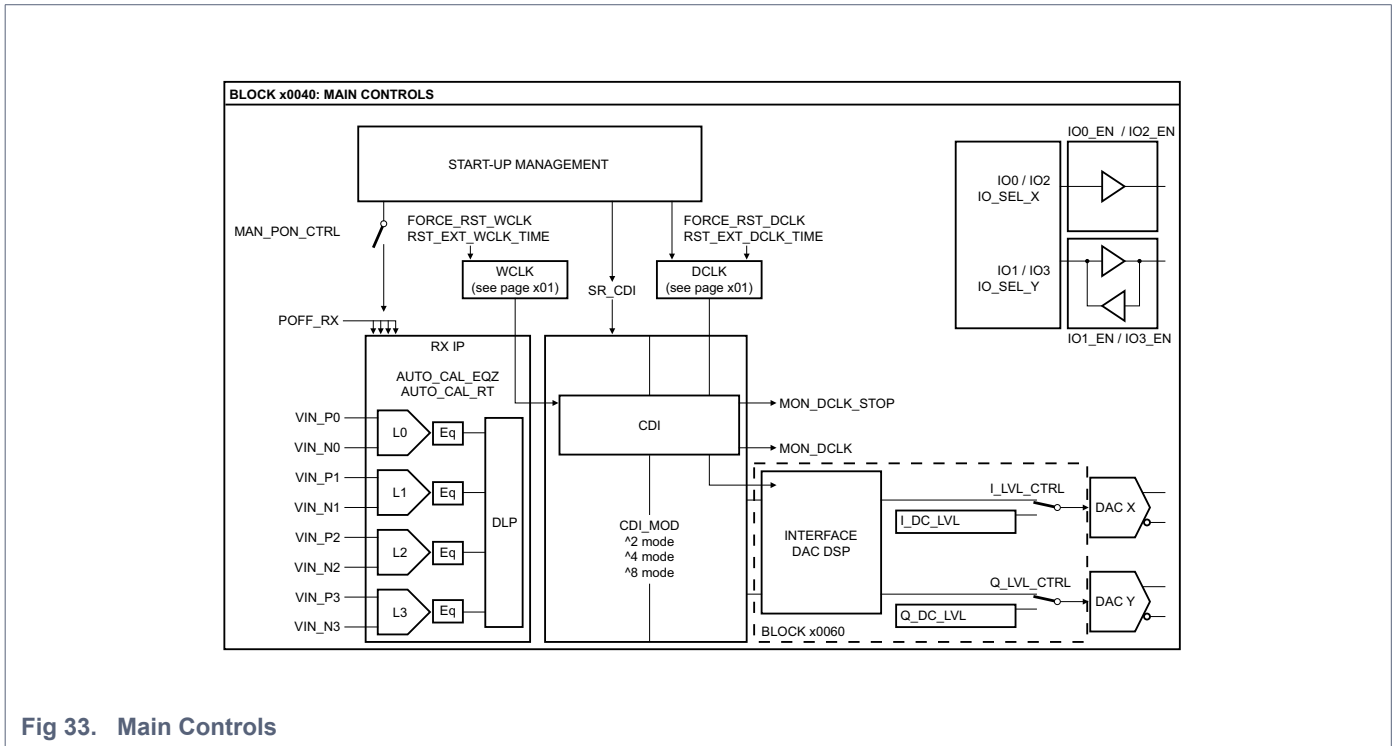 BLOCK x0040: MAIN CONTROLS
START-UP MANAGEMENT
IO0_EN / IO2_EN
IO0 / IO2
IO_SEL_X
IO1 / IO3
IO_SEL_Y
IO1_EN / IO3_EN
MAN_PON_CTRL
FORCE_RST_WCLK
RST_EXT_WCLK_TIME
FORCE_RST_DCLK
RST_EXT_DCLK_TIME
WCLK
(see page x01)
SR_CDI
DCLK
(see page x01)
POFF_RX
RX IP
AUTO_CAL_EQZ
AUTO_CAL_RT
VIN_P0
VIN_N0
L0
Eq
VIN_P1
VIN_N1
L1
Eq
VIN_P2
VIN_N2
L2
Eq
VIN_P3
VIN_N3
L3
Eq
DLP
CDI
MON_DCLK_STOP
MON_DCLK
CDI_MOD
^2 mode
^4 mode
^8 mode
INTERFACE
DAC DSP
I_LVL_CTRL
I_DC_LVL
DAC X
Q_LVL_CTRL
Q_DC_LVL
DAC Y
BLOCK x0060
Fig 33. Main Controls